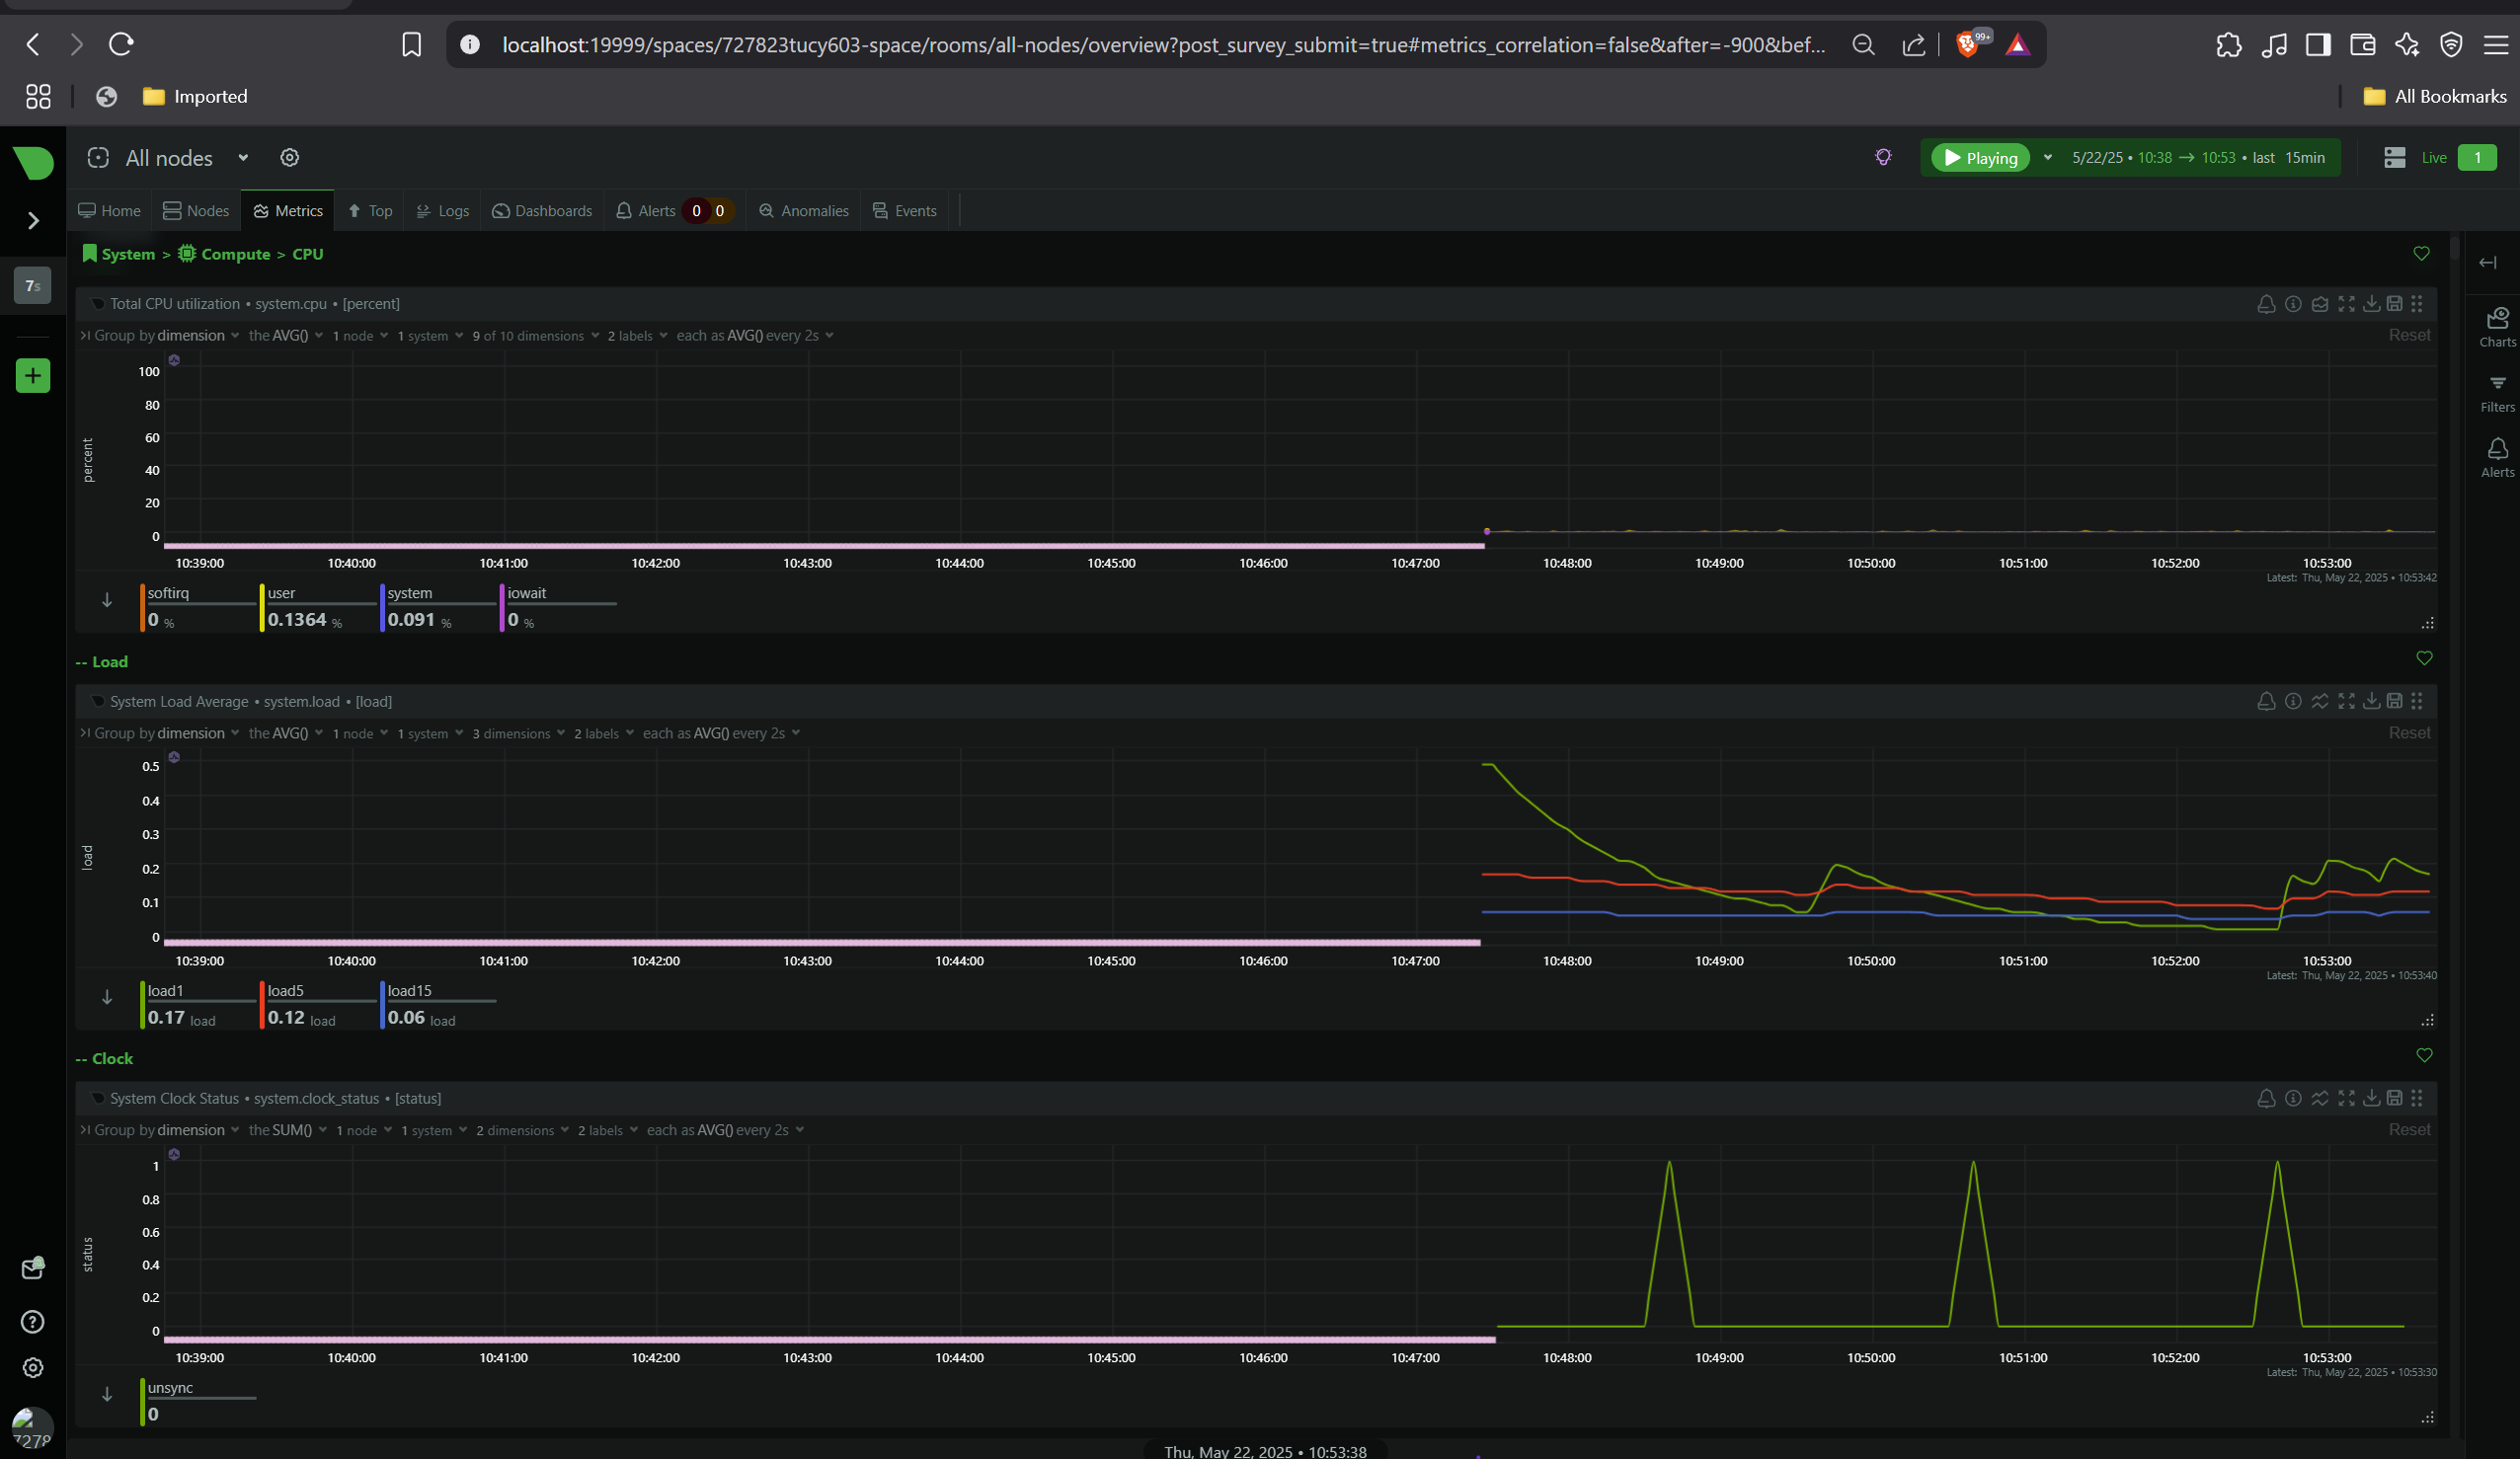 localhost:19999/spaces/727823tucy603-space/rooms/all-nodes/overview?post_survey_submit=true#metrics_correlation=false&after=-900&bef...
99+
Imported
All Bookmarks
All nodes
Playing
5/22/25 • 10:38 → 10:53 • last 15min
Live 1
Home Nodes Metrics Top Logs Dashboards Alerts 0 0 Anomalies Events
System > Compute > CPU
7s
Total CPU utilization • system.cpu • [percent]
Group by dimension the AVG() 1 node 1 system 9 of 10 dimensions 2 labels each as AVG() every 2s
Reset
Charts
Filters
Alerts
percent
100
80
60
40
20
0
10:39:00 10:40:00 10:41:00 10:42:00 10:43:00 10:44:00 10:45:00 10:46:00 10:47:00 10:48:00 10:49:00 10:50:00 10:51:00 10:52:00 10:53:00
Latest: Thu, May 22, 2025 • 10:53:42
softirq user system iowait
0 % 0.1364 % 0.091 % 0 %
-- Load
System Load Average • system.load • [load]
Group by dimension the AVG() 1 node 1 system 3 dimensions 2 labels each as AVG() every 2s
Reset
load
0.5
0.4
0.3
0.2
0.1
0
10:39:00 10:40:00 10:41:00 10:42:00 10:43:00 10:44:00 10:45:00 10:46:00 10:47:00 10:48:00 10:49:00 10:50:00 10:51:00 10:52:00 10:53:00
Latest: Thu, May 22, 2025 • 10:53:40
load1 load5 load15
0.17 load 0.12 load 0.06 load
-- Clock
System Clock Status • system.clock_status • [status]
Group by dimension the SUM() 1 node 1 system 2 dimensions 2 labels each as AVG() every 2s
Reset
status
1
0.8
0.6
0.4
0.2
0
10:39:00 10:40:00 10:41:00 10:42:00 10:43:00 10:44:00 10:45:00 10:46:00 10:47:00 10:48:00 10:49:00 10:50:00 10:51:00 10:52:00 10:53:00
Latest: Thu, May 22, 2025 • 10:53:30
unsync
0
7278
Thu, May 22, 2025 • 10:53:38